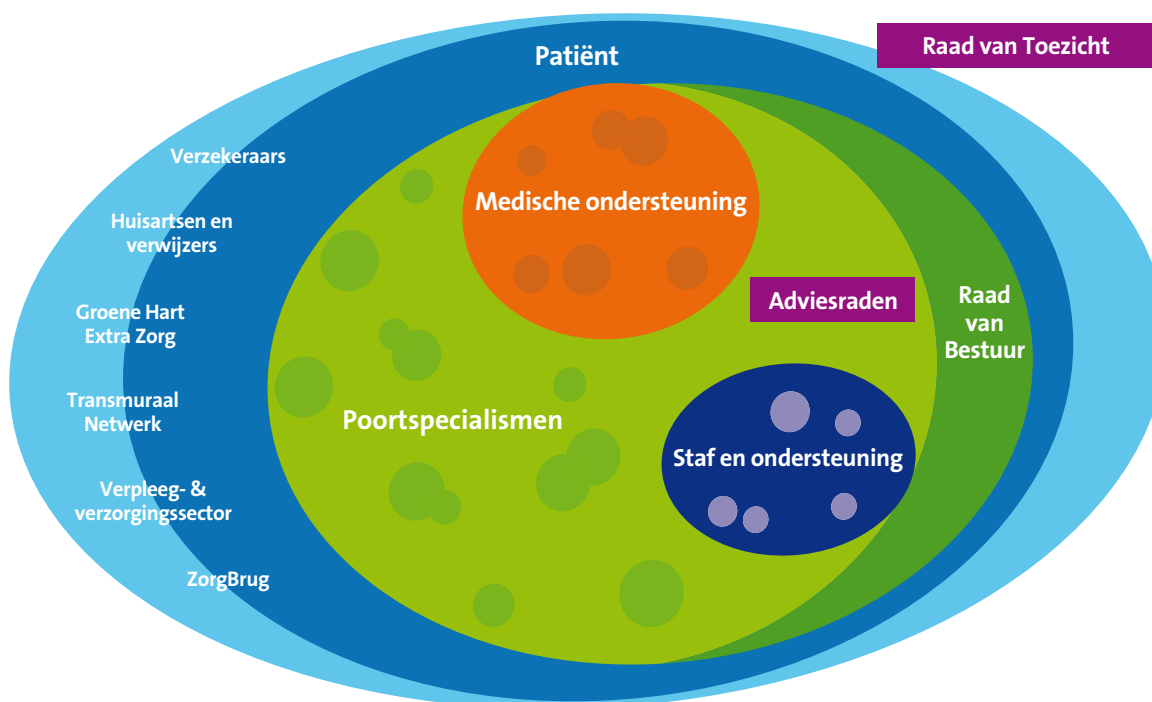 Raad van Toezicht
Patiënt
Verzekeraars
Huisartsen en
verwijzers
Groene Hart
Extra Zorg
Transmuraal
Netwerk
Verpleeg- &
verzorgingssector
ZorgBrug
Medische ondersteuning
Adviesraden
Raad
van
Bestuur
Poortspecialismen
Staf en ondersteuning